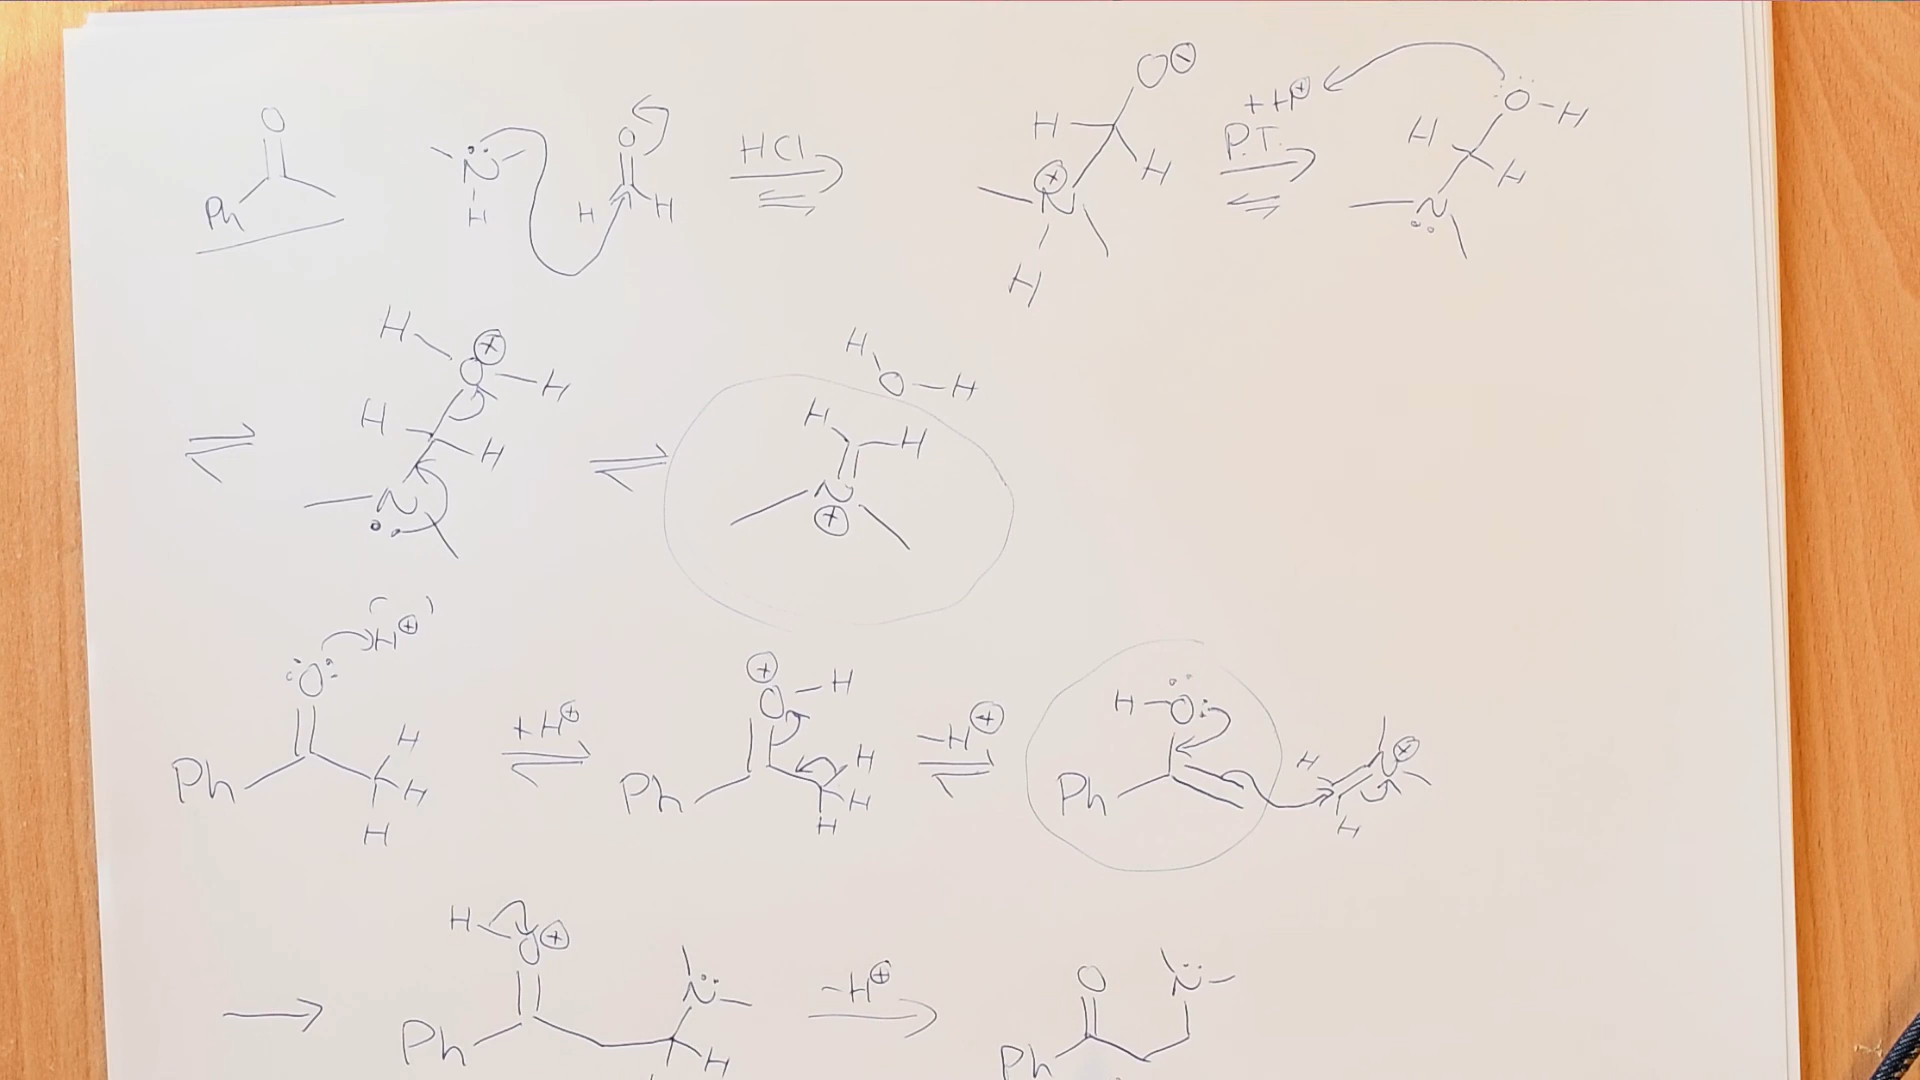 O Ph N H O H H HCl O⊖ H H N⊕ H +H⊕ P.T. O-H H H N
H O⊕ -H H H N H O-H H H N⊕
O H⊕ Ph H H H +H⊕ O⊕ -H Ph H H H -H⊕ H-O Ph H H N⊕
H O⊕ Ph N H -H⊕ O Ph N